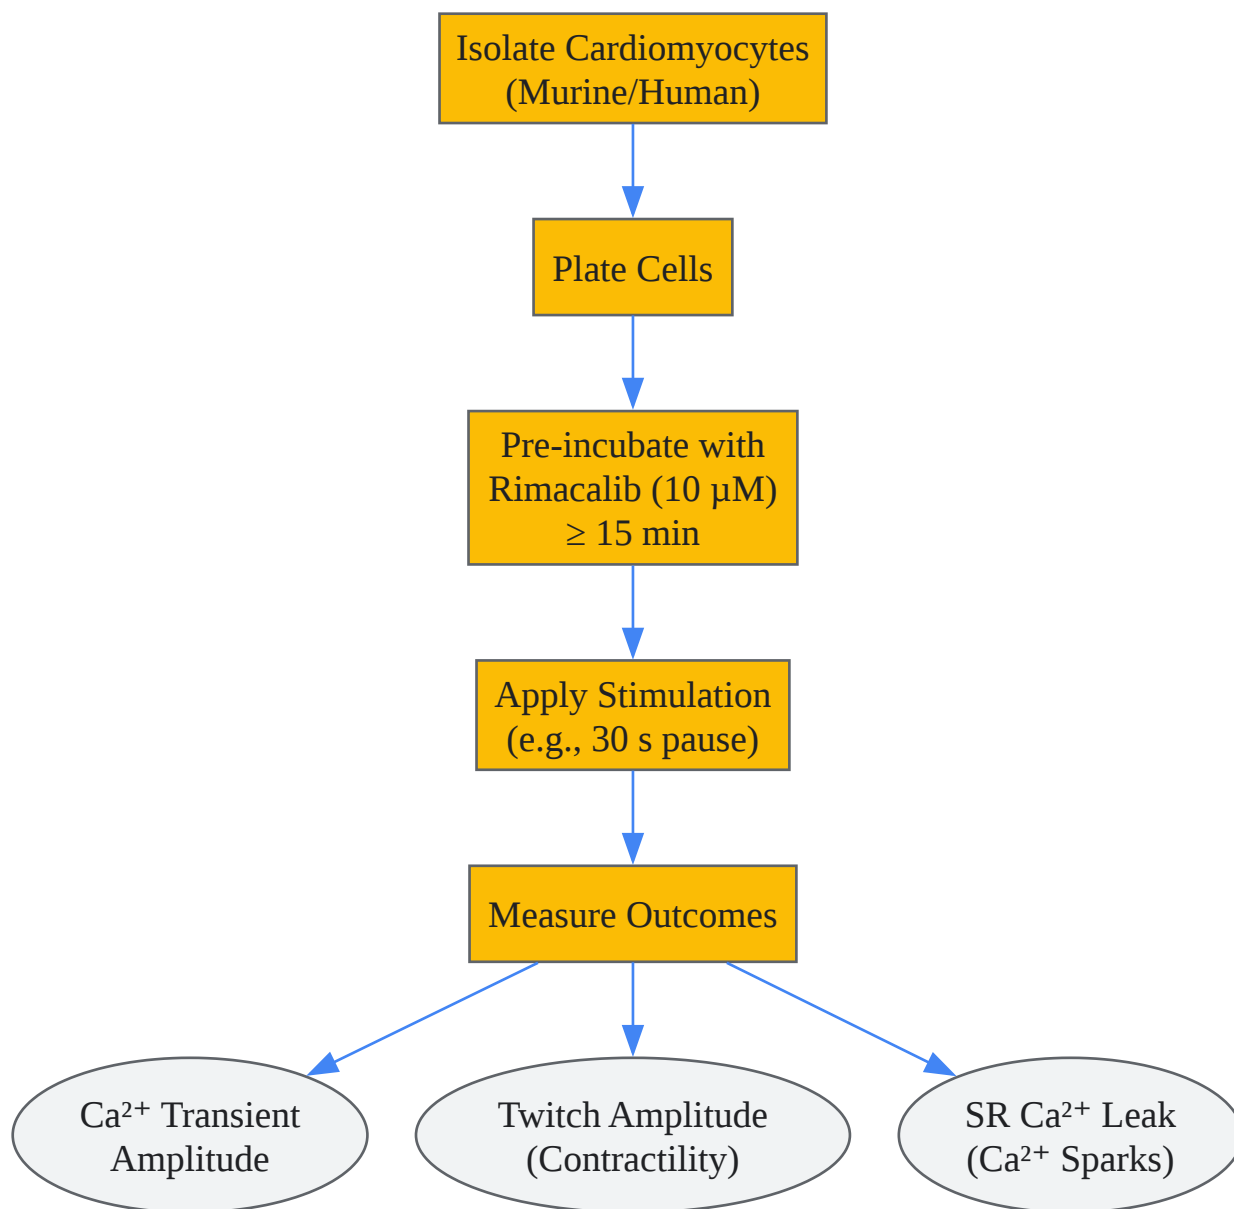 Isolate Cardiomyocytes
(Murine/Human)
Plate Cells
Pre-incubate with
Rimacalib (10 µM)
≥ 15 min
Apply Stimulation
(e.g., 30 s pause)
Measure Outcomes
Ca²⁺ Transient
Amplitude
Twitch Amplitude
(Contractility)
SR Ca²⁺ Leak
(Ca²⁺ Sparks)